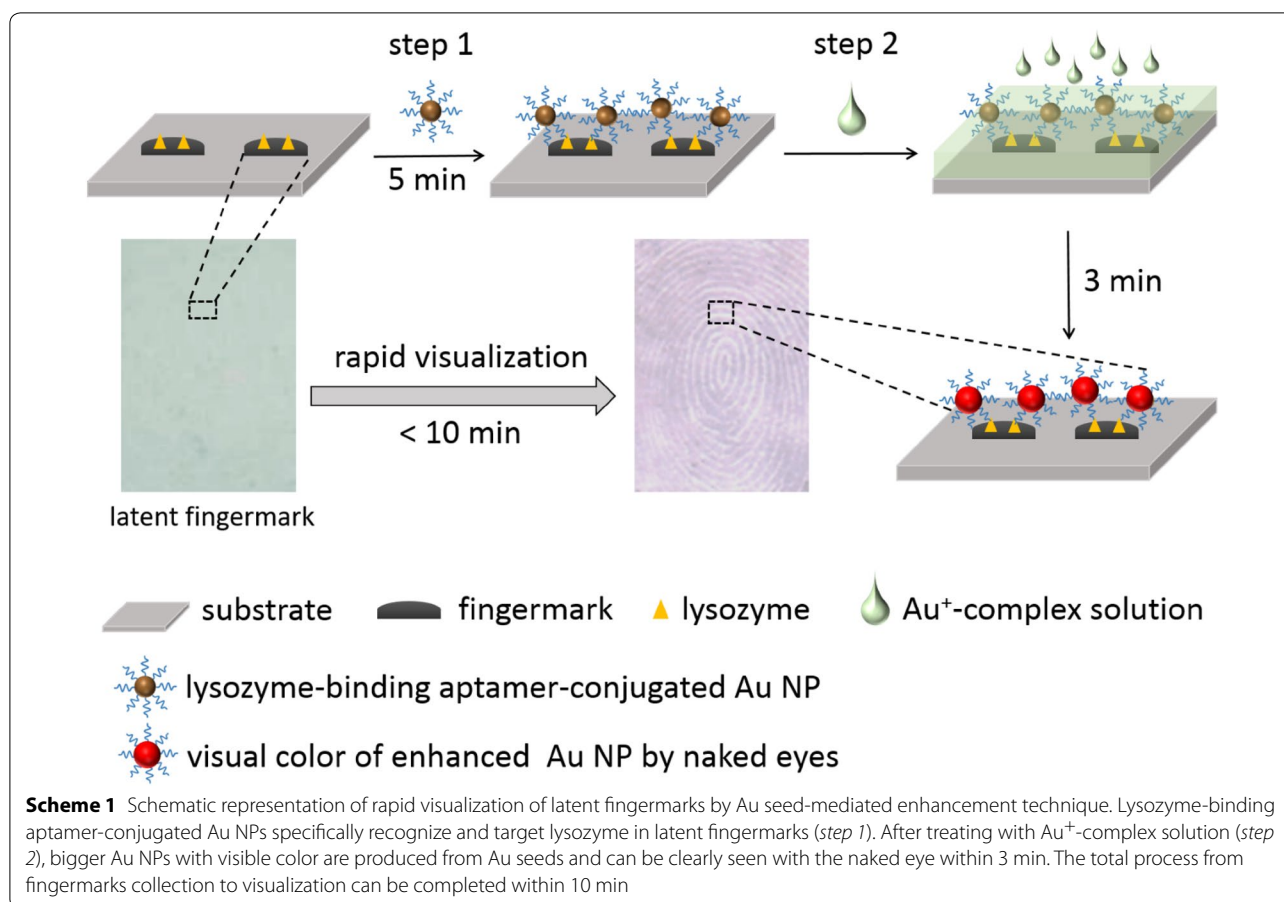 step 1
step 2
5 min
3 min
rapid visualization
< 10 min
latent fingermark
substrate
fingermark
lysozyme
Au⁺-complex solution
lysozyme-binding aptamer-conjugated Au NP
visual color of enhanced Au NP by naked eyes
Scheme 1 Schematic representation of rapid visualization of latent fingermarks by Au seed-mediated enhancement technique. Lysozyme-binding
aptamer-conjugated Au NPs specifically recognize and target lysozyme in latent fingermarks (step 1). After treating with Au⁺-complex solution (step
2), bigger Au NPs with visible color are produced from Au seeds and can be clearly seen with the naked eye within 3 min. The total process from
fingermarks collection to visualization can be completed within 10 min